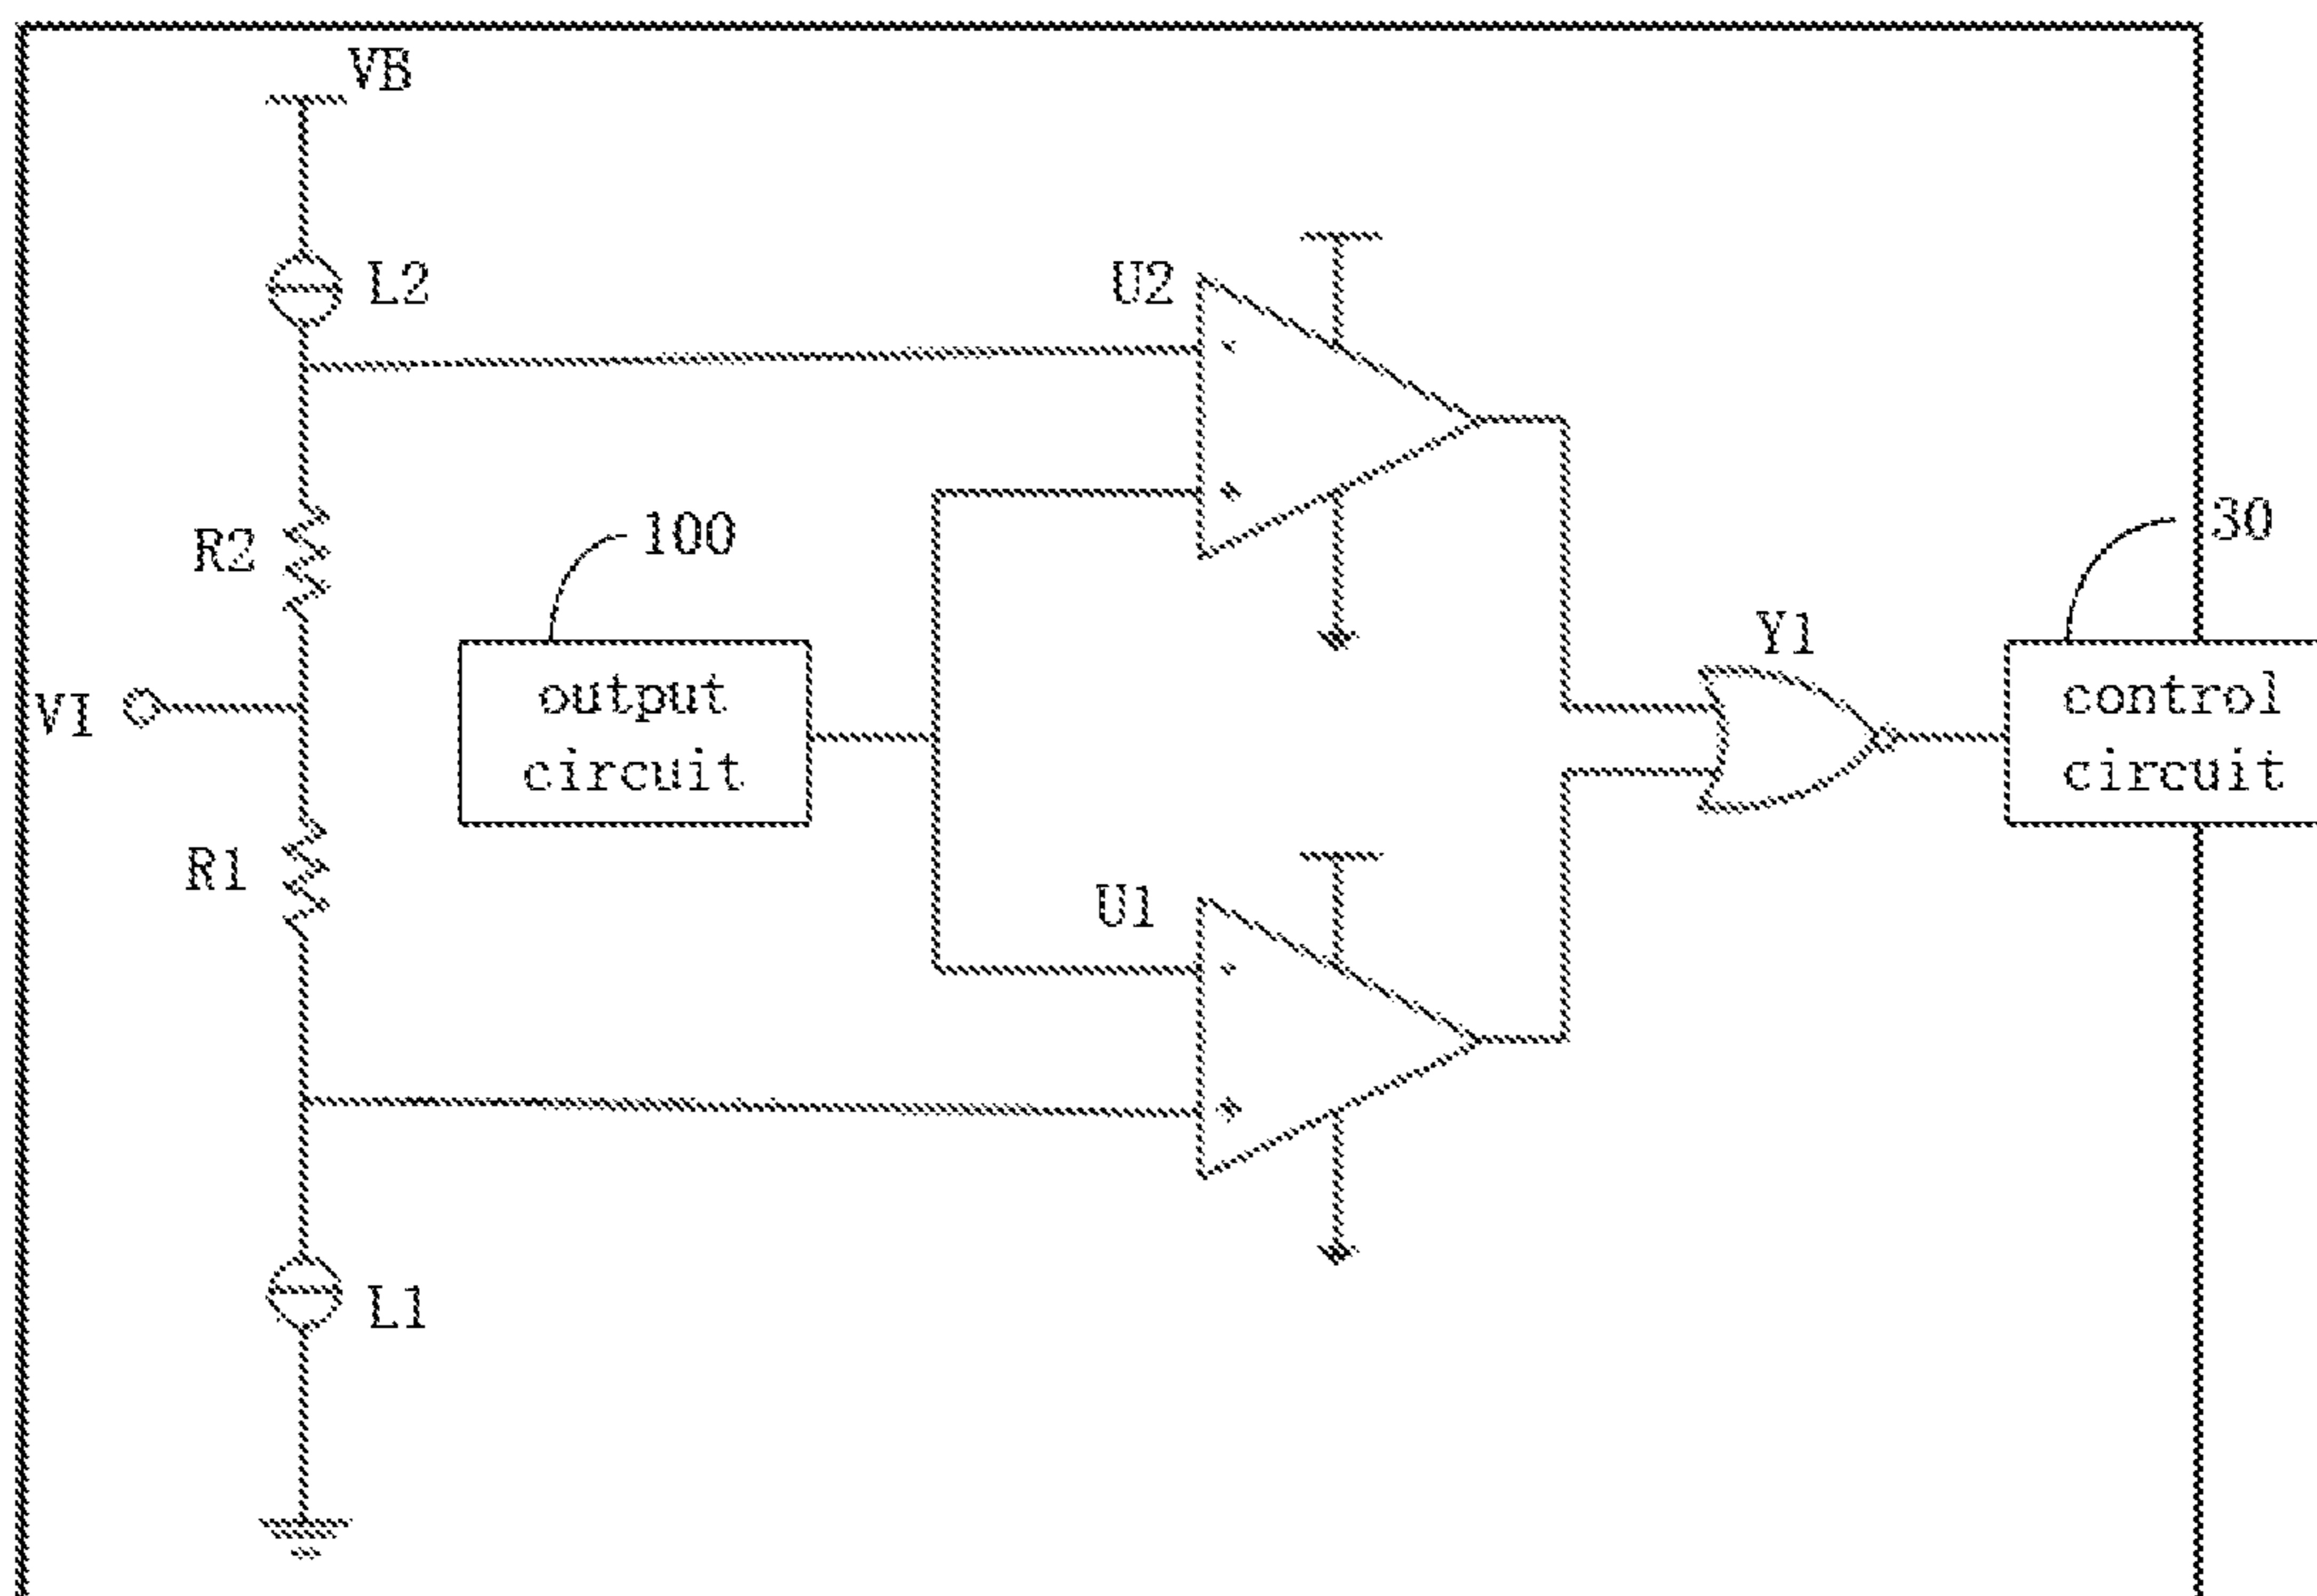 VB
L2
U2
R2
100
30
Y1
output
circuit
control
circuit
VI
R1
U1
L1